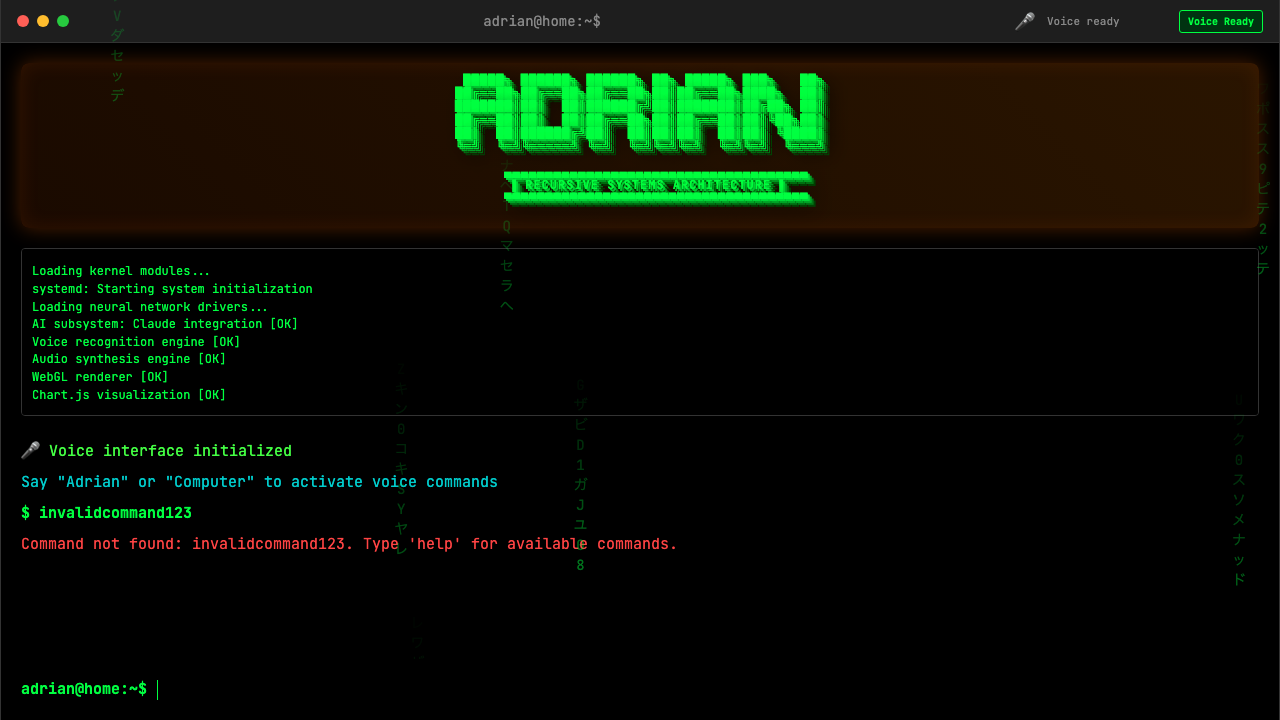 adrian@home:~$
🎤 Voice ready
Voice Ready
ADRIAN
RECURSIVE SYSTEMS ARCHITECTURE
Loading kernel modules...
systemd: Starting system initialization
Loading neural network drivers...
AI subsystem: Claude integration [OK]
Voice recognition engine [OK]
Audio synthesis engine [OK]
WebGL renderer [OK]
Chart.js visualization [OK]
🎤 Voice interface initialized
Say "Adrian" or "Computer" to activate voice commands
$ invalidcommand123
Command not found: invalidcommand123. Type 'help' for available commands.
adrian@home:~$